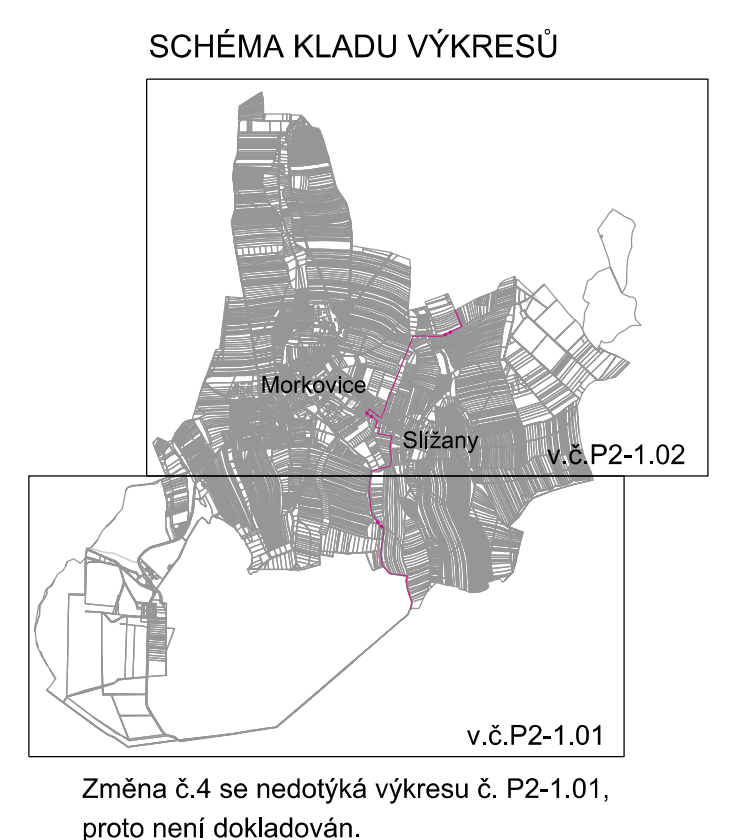 SCHÉMA KLADU VÝKRESŮ
Morkovice
Slížany
v.č.P2-1.02
v.č.P2-1.01
Změna č.4 se nedotýká výkresu č. P2-1.01,
proto není dokladován.